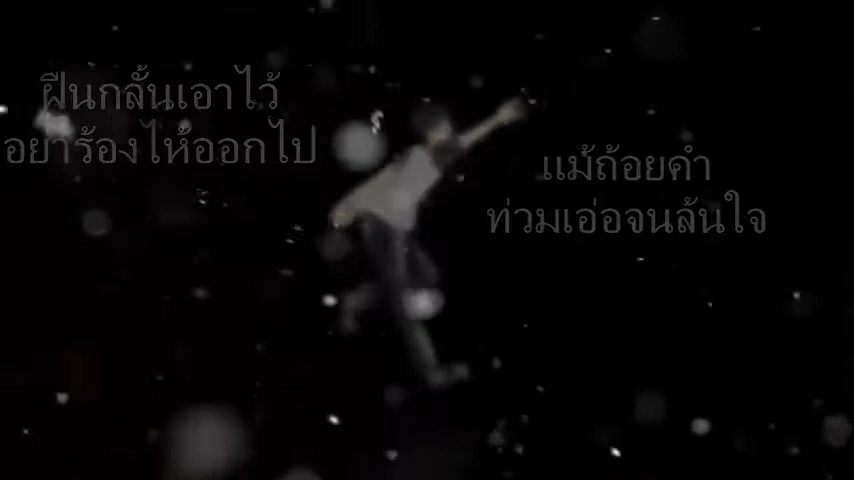 ฝืนกลั้นเอาไว้
อย่าร้องไห้ออกไป
แม้ถ้อยคำ
ท่วมเอ่อจนล้นใจ